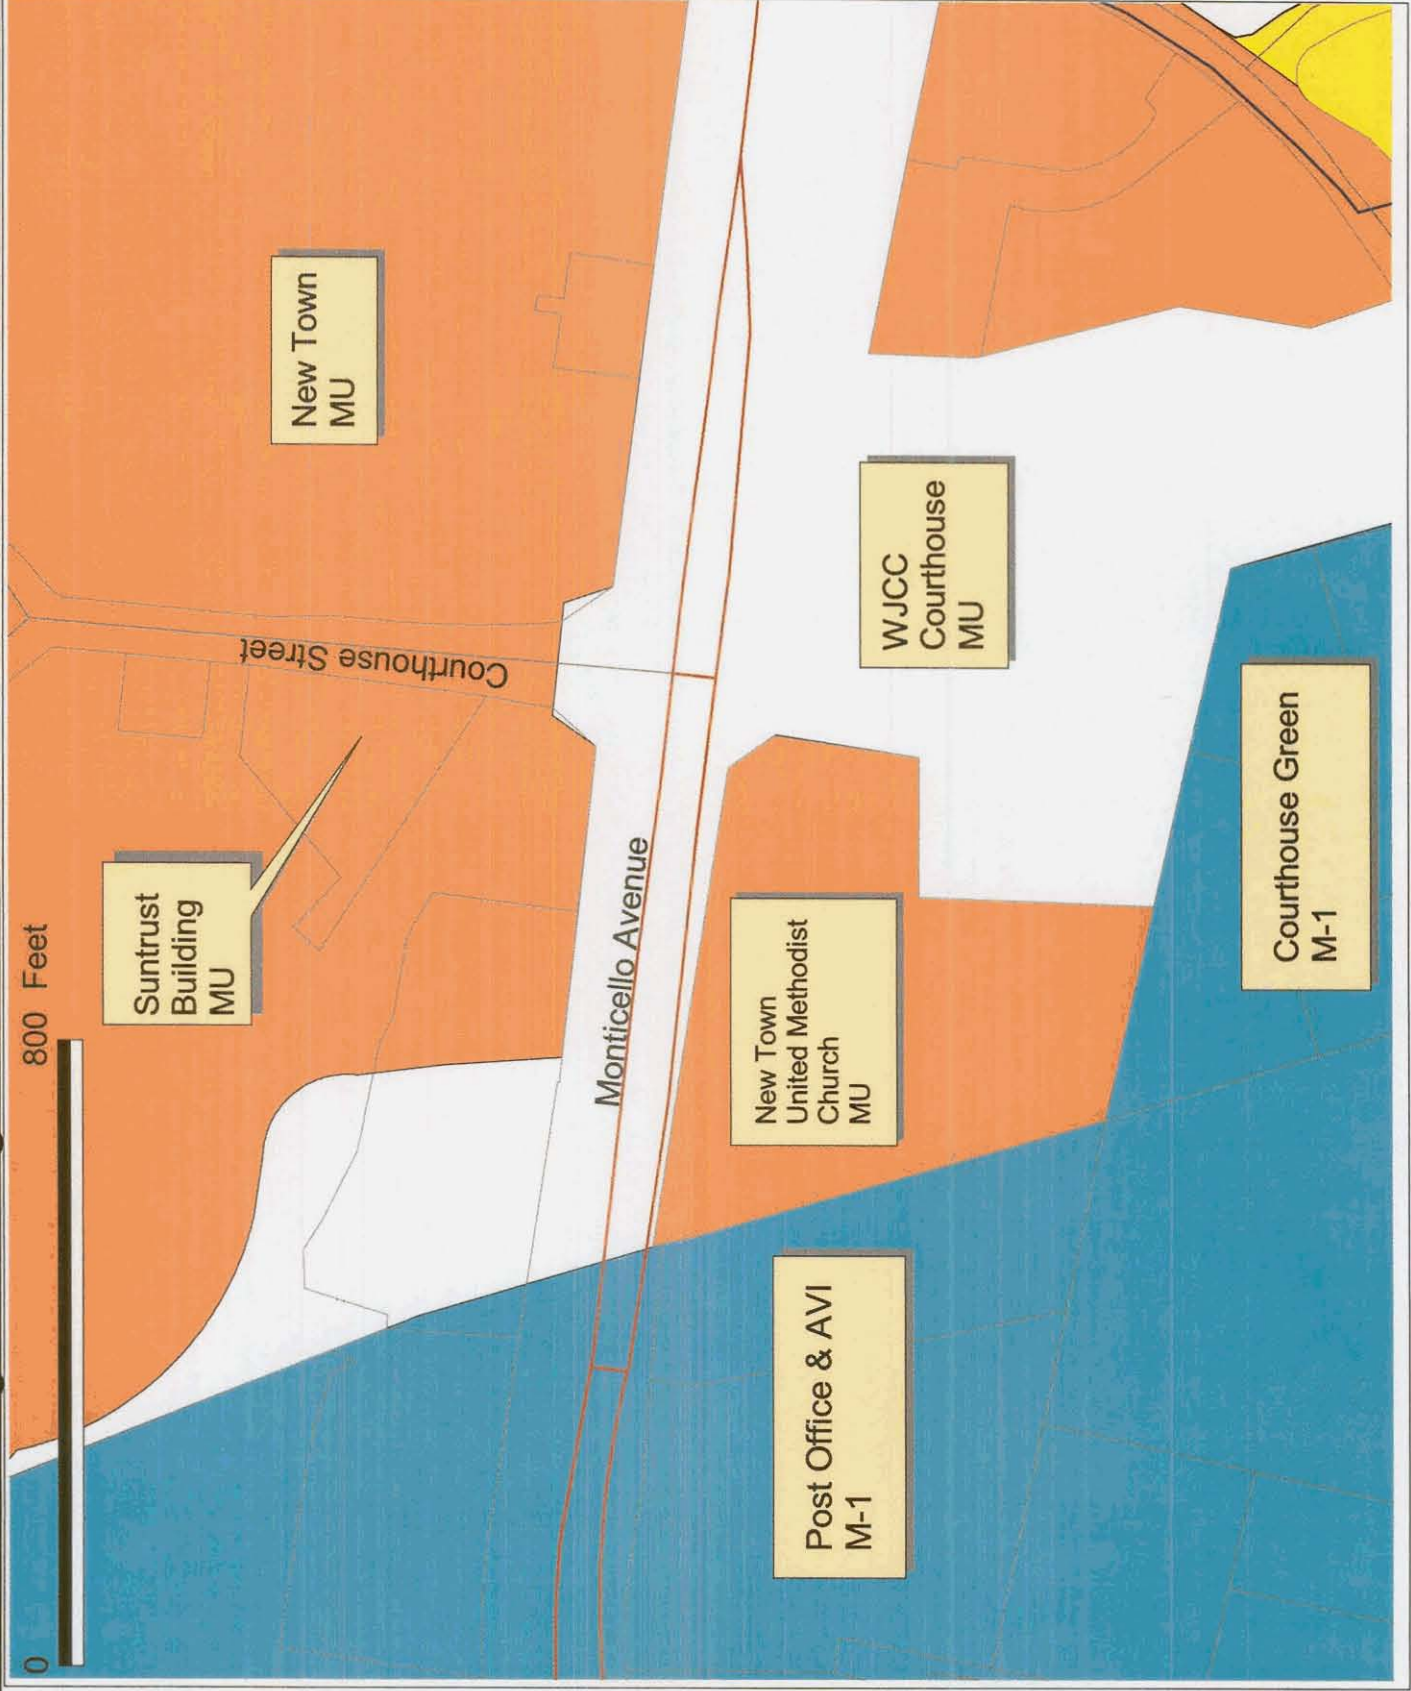 0
800 Feet
Suntrust
Building
MU
New Town
MU
Courthouse Street
Monticello Avenue
WJCC
Courthouse
MU
New Town
United Methodist
Church
MU
Post Office & AVI
M-1
Courthouse Green
M-1